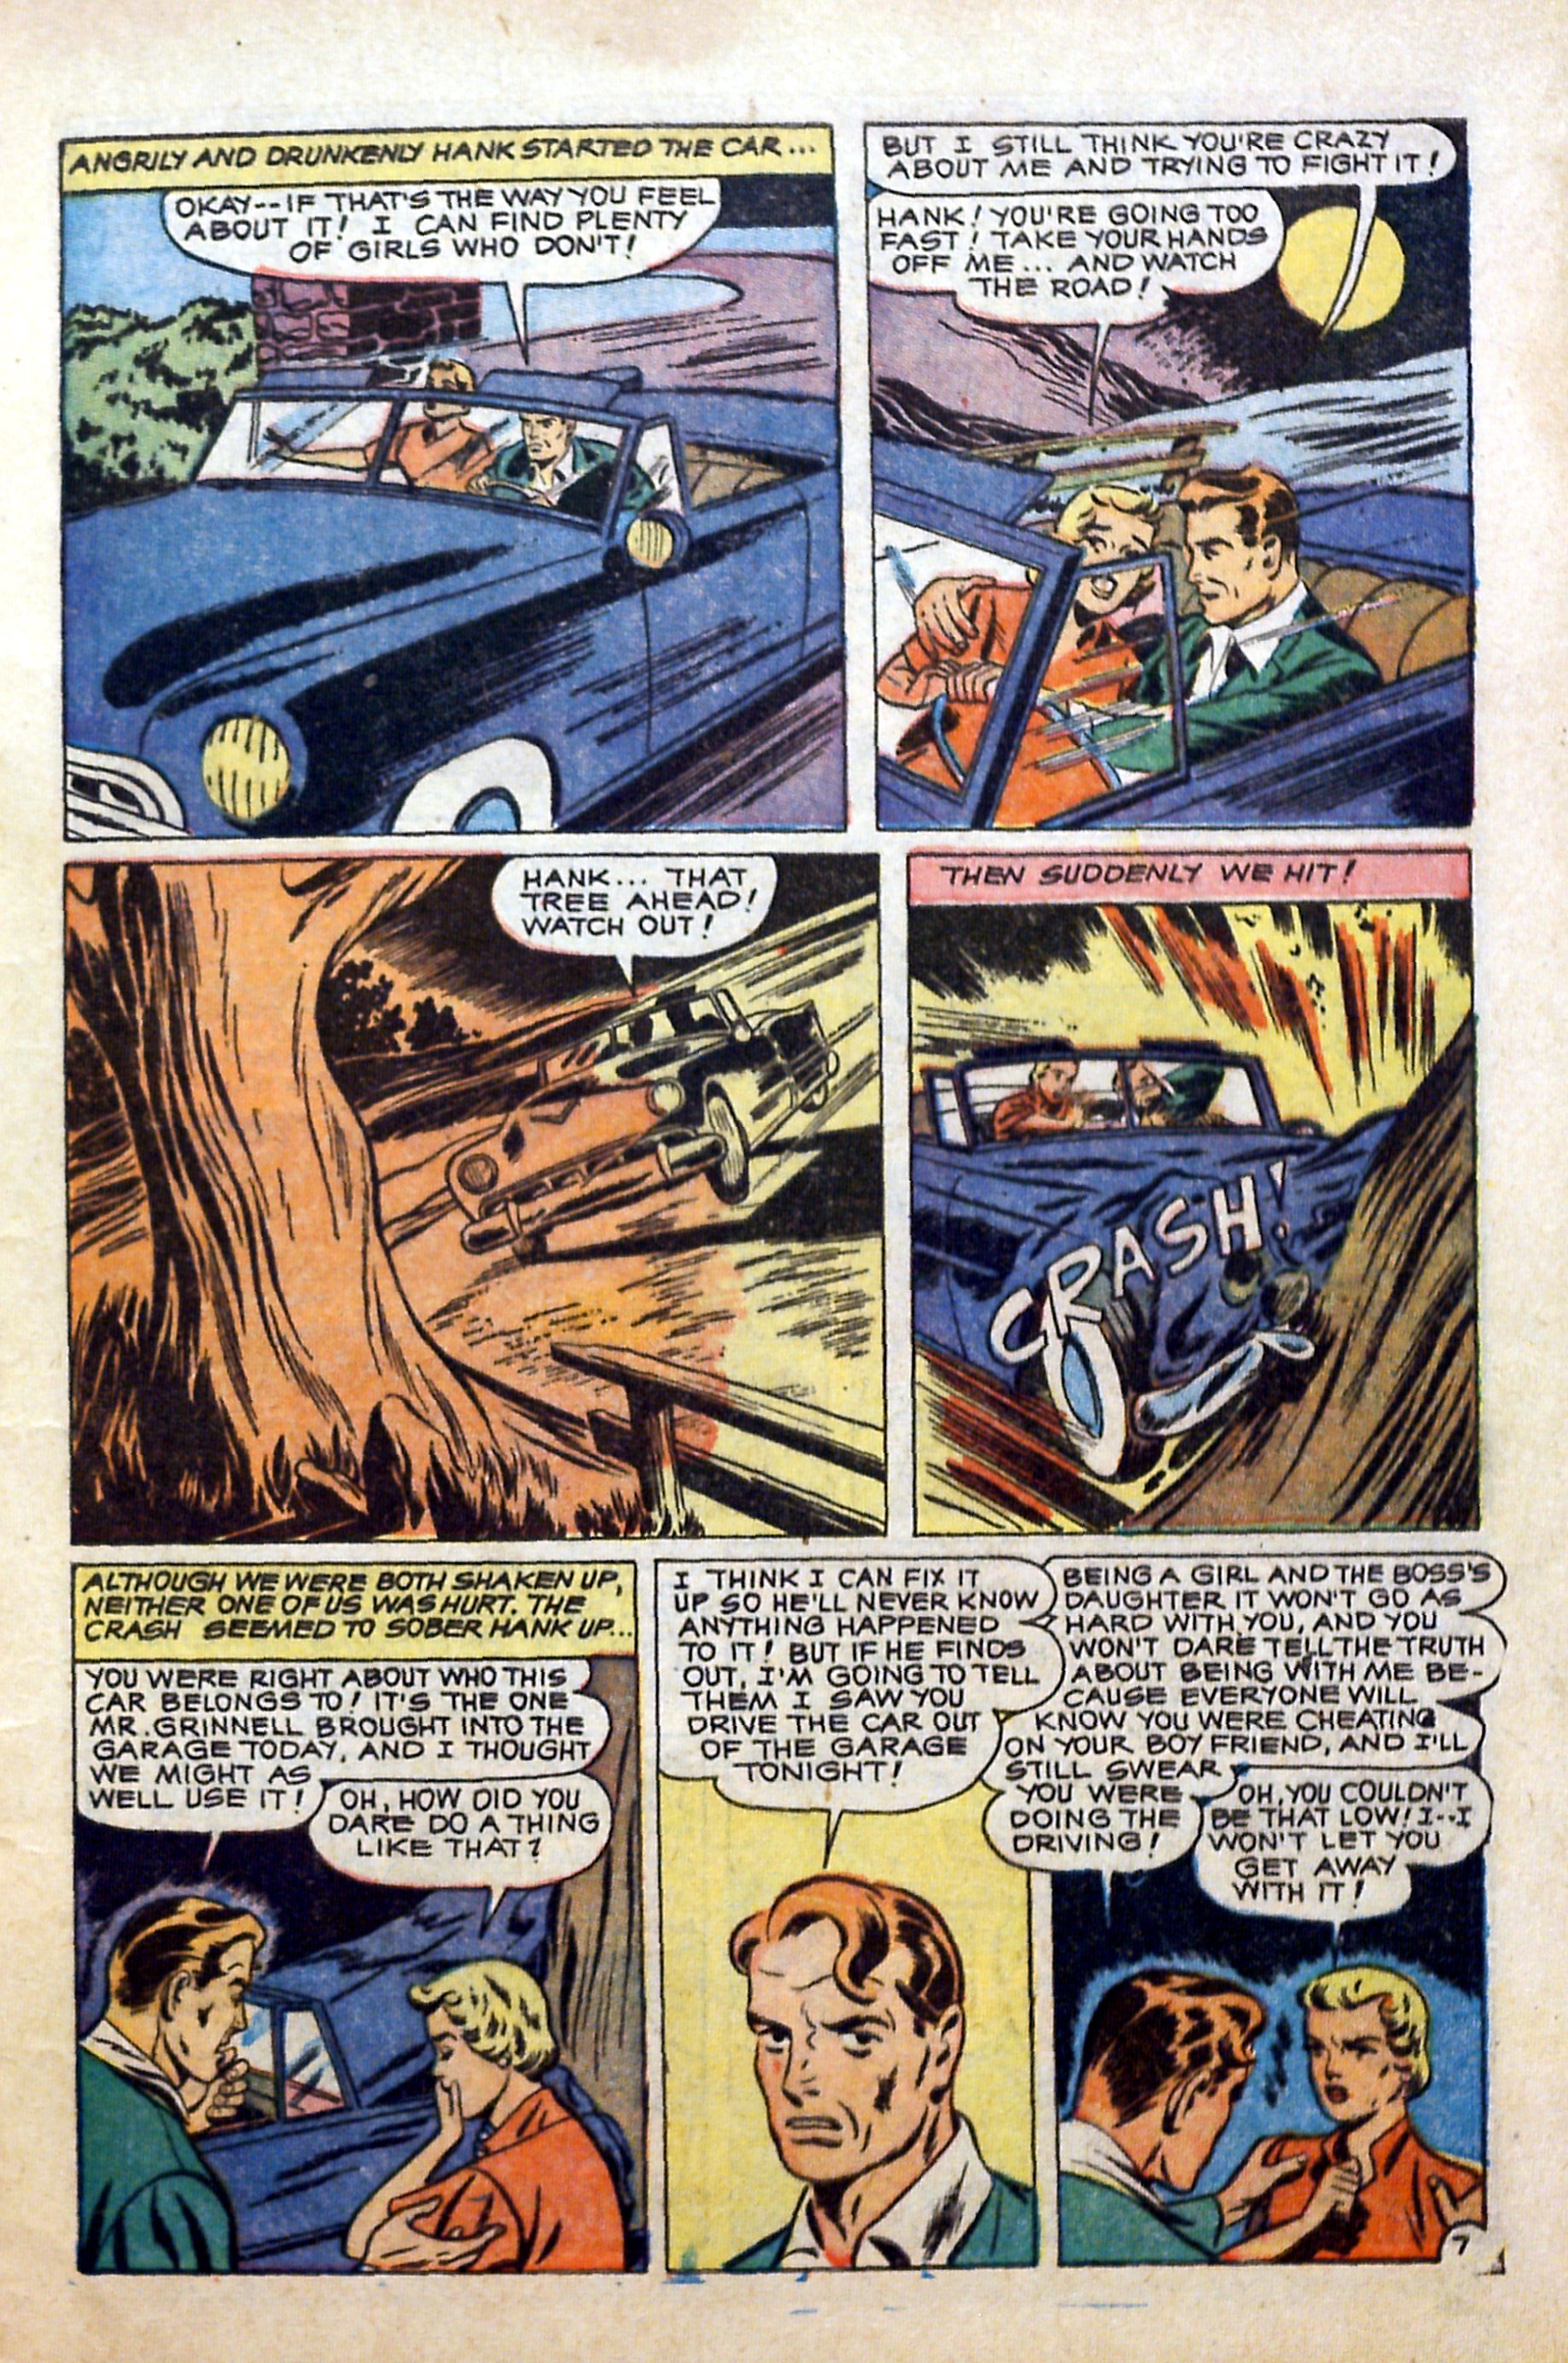 ANGRILY AND DRUNKENLY HANK STARTED THE CAR...
OKAY--IF THAT'S THE WAY YOU FEEL
ABOUT IT! I CAN FIND PLENTY
OF GIRLS WHO DON'T!
BUT I STILL THINK YOU'RE CRAZY
ABOUT ME AND TRYING TO FIGHT IT!
HANK! YOU'RE GOING TOO
FAST! TAKE YOUR HANDS
OFF ME... AND WATCH
THE ROAD!
HANK... THAT
TREE AHEAD!
WATCH OUT!
THEN SUDDENLY WE HIT!
CRASH!
ALTHOUGH WE WERE BOTH SHAKEN UP,
NEITHER ONE OF US WAS HURT. THE
CRASH SEEMED TO SOBER HANK UP...
YOU WERE RIGHT ABOUT WHO THIS
CAR BELONGS TO! IT'S THE ONE
MR. GRINNELL BROUGHT INTO THE
GARAGE TODAY, AND I THOUGHT
WE MIGHT AS
WELL USE IT!
OH, HOW DID YOU
DARE DO A THING
LIKE THAT?
I THINK I CAN FIX IT
UP SO HE'LL NEVER KNOW
ANYTHING HAPPENED
TO IT! BUT IF HE FINDS
OUT, I'M GOING TO TELL
THEM I SAW YOU
DRIVE THE CAR OUT
OF THE GARAGE
TONIGHT!
BEING A GIRL AND THE BOSS'S
DAUGHTER IT WON'T GO AS
HARD WITH YOU, AND YOU
WON'T DARE TELL THE TRUTH
ABOUT BEING WITH ME BE-
CAUSE EVERYONE WILL
KNOW YOU WERE CHEATING
ON YOUR BOY FRIEND, AND I'LL
STILL SWEAR
YOU WERE
DOING THE
DRIVING!
OH, YOU COULDN'T
BE THAT LOW! I--I
WON'T LET YOU
GET AWAY
WITH IT!
7